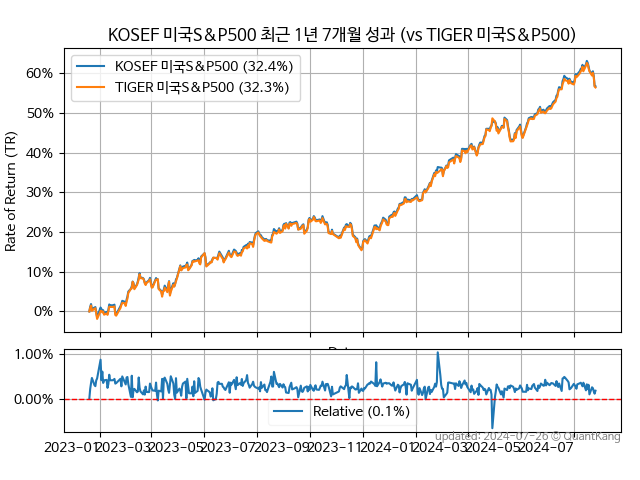 KOSEF 미국S&P500 최근 1년 7개월 성과 (vs TIGER 미국S&P500)
KOSEF 미국S&P500 (32.4%)
TIGER 미국S&P500 (32.3%)
Rate of Return (TR)
60%
50%
40%
30%
20%
10%
0%
1.00%
0.00%
Relative (0.1%)
updated: 2024-07-26 © QuantKang
2023-01 2023-03 2023-05 2023-07 2023-09 2023-11 2024-01 2024-03 2024-05 2024-07